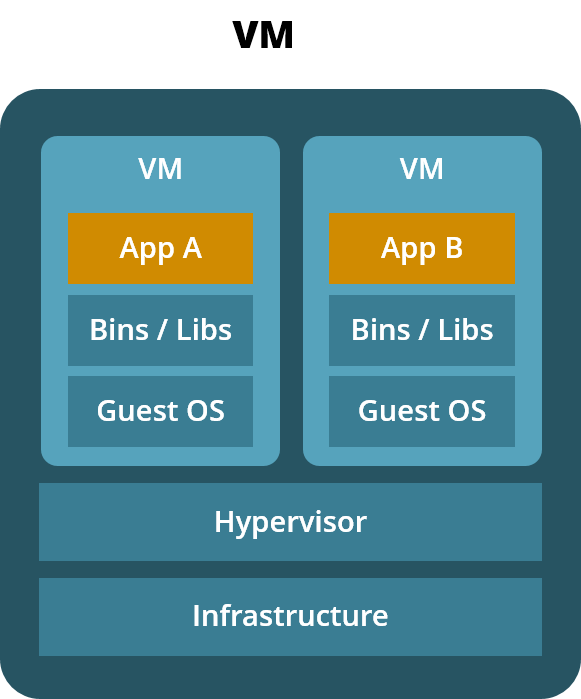 VM
VM
App A
Bins / Libs
Guest OS
VM
App B
Bins / Libs
Guest OS
Hypervisor
Infrastructure